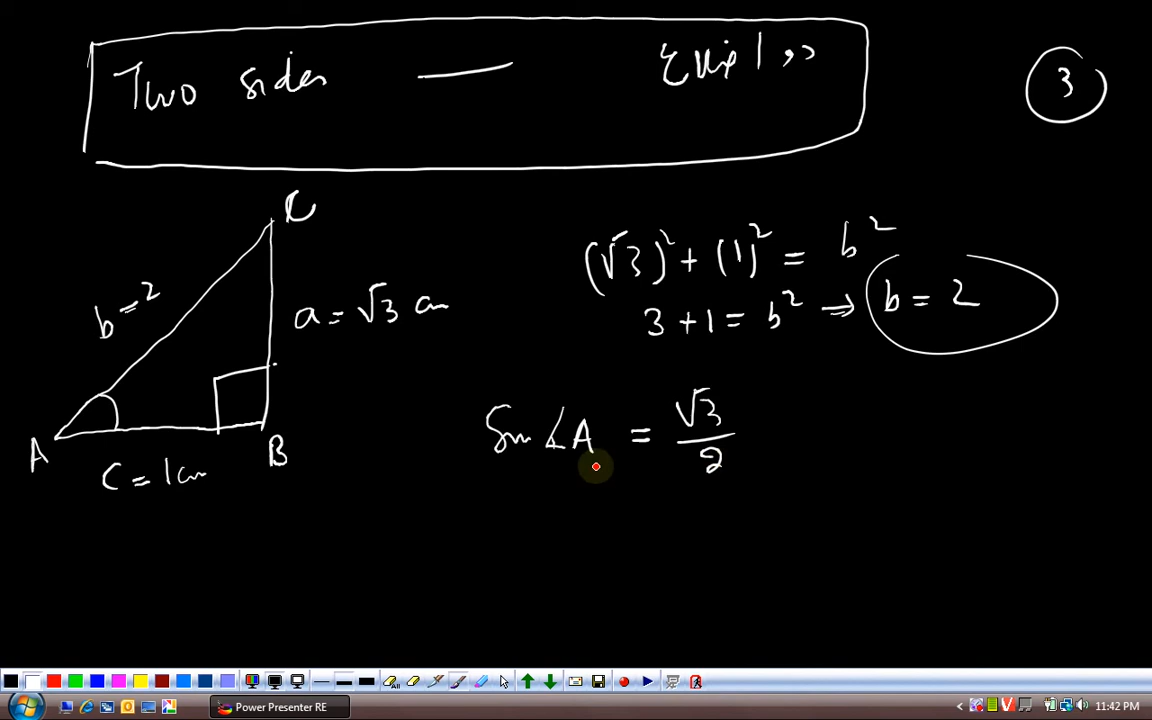 Two sides —
3
C
b = 2
a = √3 cm
A
B
c = 1 cm
(√3)² + (1)² = b²
3 + 1 = b² ⇒ b = 2
Sin ∡A = √3/2
All
Power Presenter RE
11:42 PM